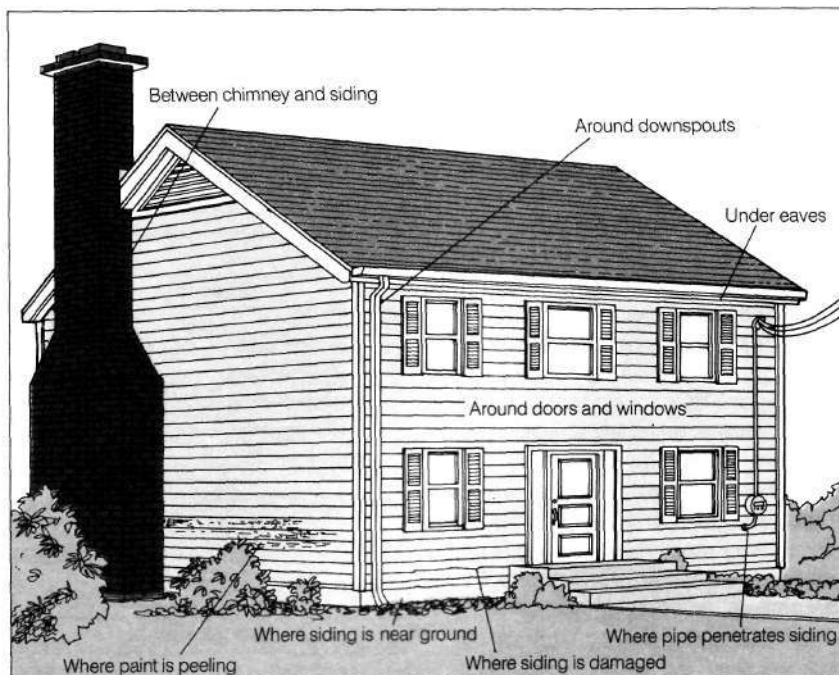 Between chimney and siding
Around downspouts
Under eaves
Around doors and windows
Where siding is near ground
Where pipe penetrates siding
Where paint is peeling
Where siding is damaged